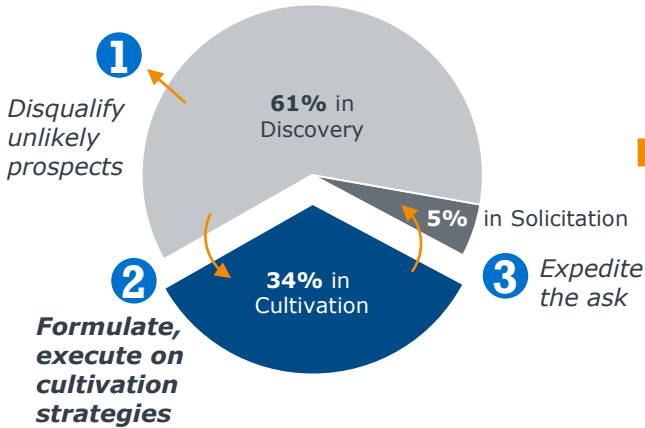 1
Disqualify
unlikely
prospects
61% in
Discovery
5% in Solicitation
34% in
Cultivation
2
Formulate,
execute on
cultivation
strategies
3
Expedite
the ask